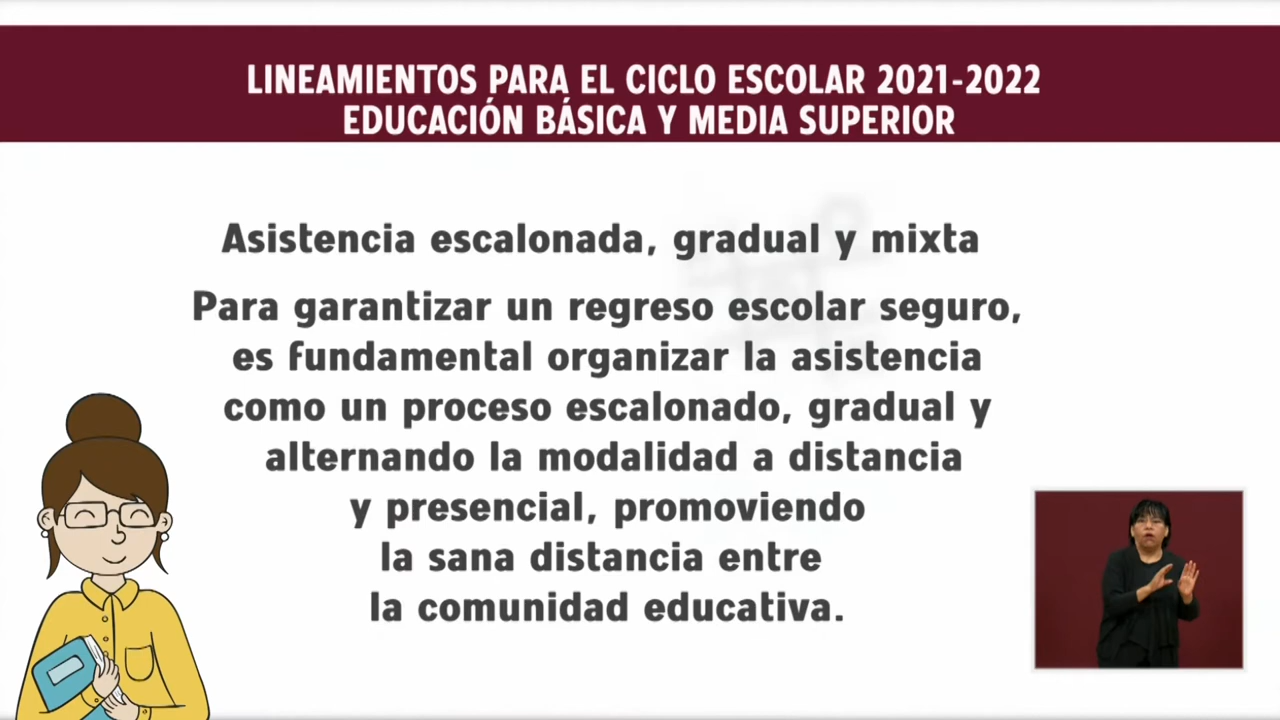 LINEAMIENTOS PARA EL CICLO ESCOLAR 2021-2022
EDUCACIÓN BÁSICA Y MEDIA SUPERIOR
Asistencia escalonada, gradual y mixta
Para garantizar un regreso escolar seguro,
es fundamental organizar la asistencia
como un proceso escalonado, gradual y
alternando la modalidad a distancia
y presencial, promoviendo
la sana distancia entre
la comunidad educativa.